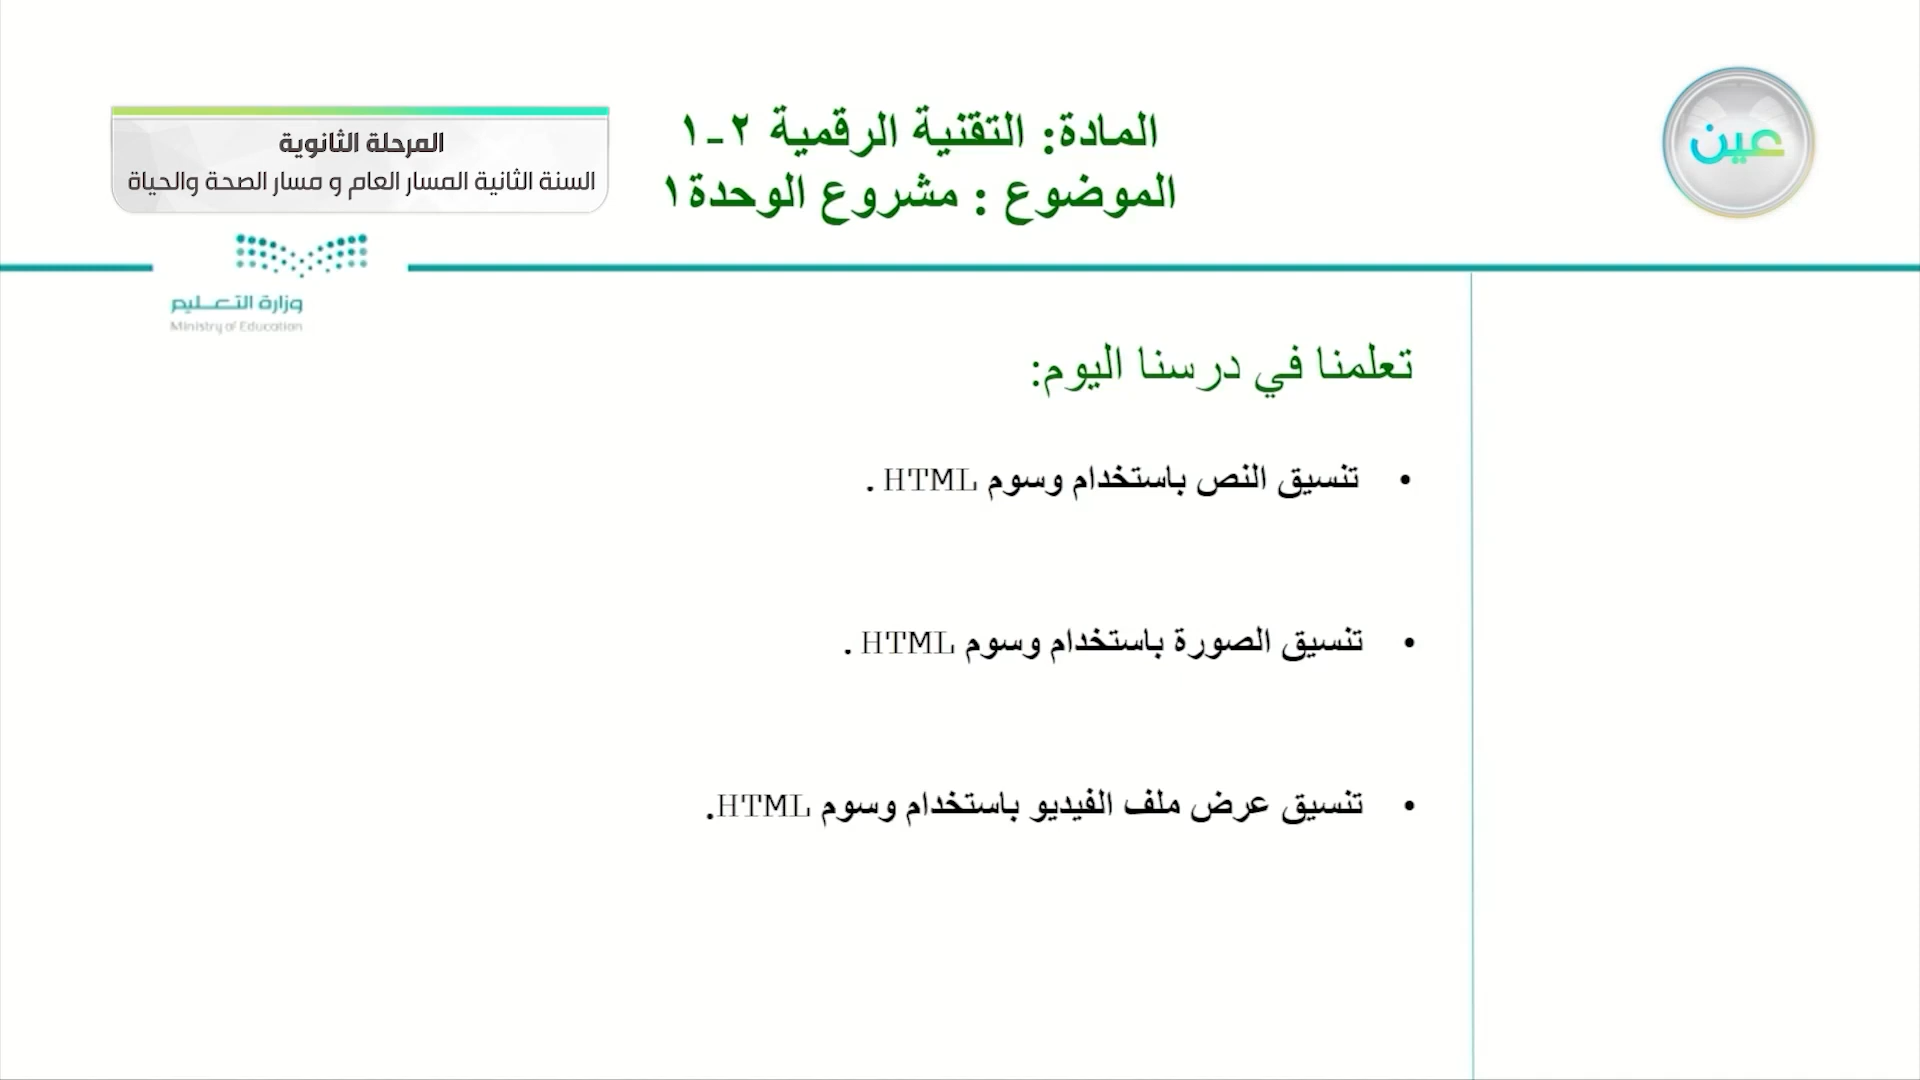 عين
المادة: التقنية الرقمية ٢-١
الموضوع : مشروع الوحدة١
المرحلة الثانوية
السنة الثانية المسار العام و مسار الصحة والحياة
وزارة التعليم
Ministry of Education
تعلمنا في درسنا اليوم:
• تنسيق النص باستخدام وسوم HTML .
• تنسيق الصورة باستخدام وسوم HTML .
• تنسيق عرض ملف الفيديو باستخدام وسوم HTML.